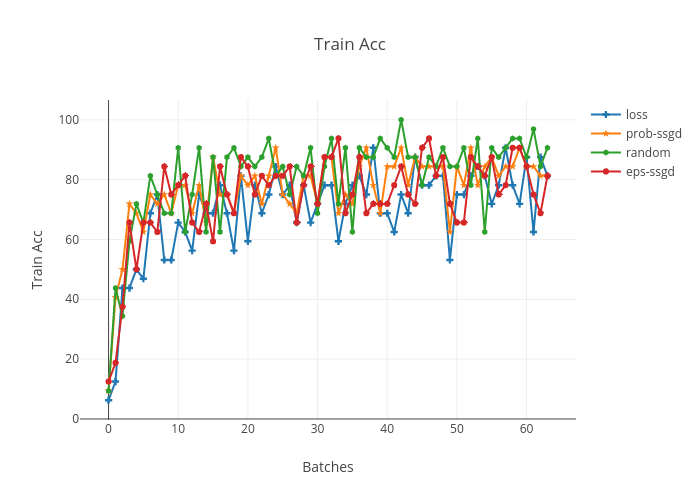 Train Acc
loss
prob-ssgd
random
eps-ssgd
Train Acc
100
80
60
40
20
0
0 10 20 30 40 50 60
Batches